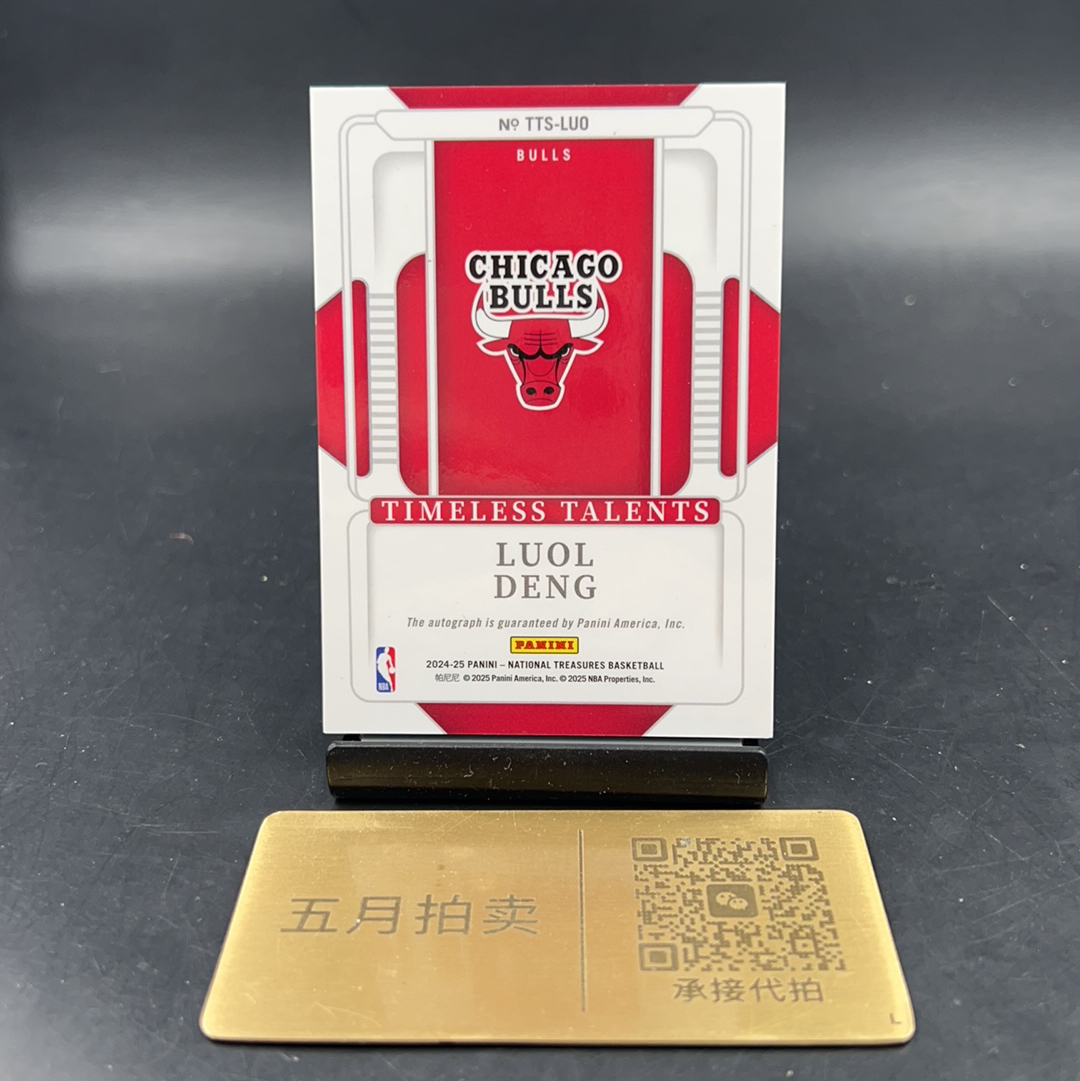 Nº TTS-LUO
BULLS
CHICAGO
BULLS
TIMELESS TALENTS
LUOL
DENG
The autograph is guaranteed by Panini America, Inc.
PANINI
2024-25 PANINI – NATIONAL TREASURES BASKETBALL
帕尼尼 © 2025 Panini America, Inc. © 2025 NBA Properties, Inc.
NBA
五月拍卖
承接代拍
L